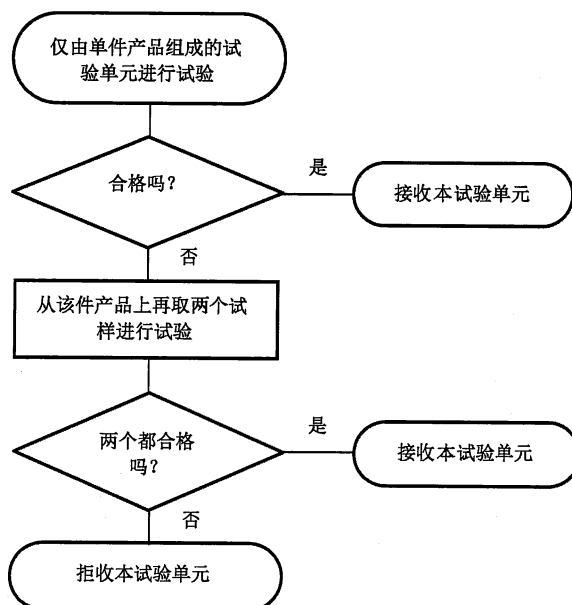 仅由单件产品组成的试
验单元进行试验
合格吗？
是
接收本试验单元
否
从该件产品上再取两个试
样进行试验
两个都合格
吗？
是
接收本试验单元
否
拒收本试验单元